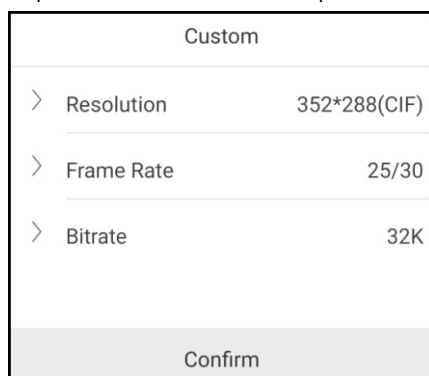 Custom
Resolution 352*288(CIF)
Frame Rate 25/30
Bitrate 32K
Confirm